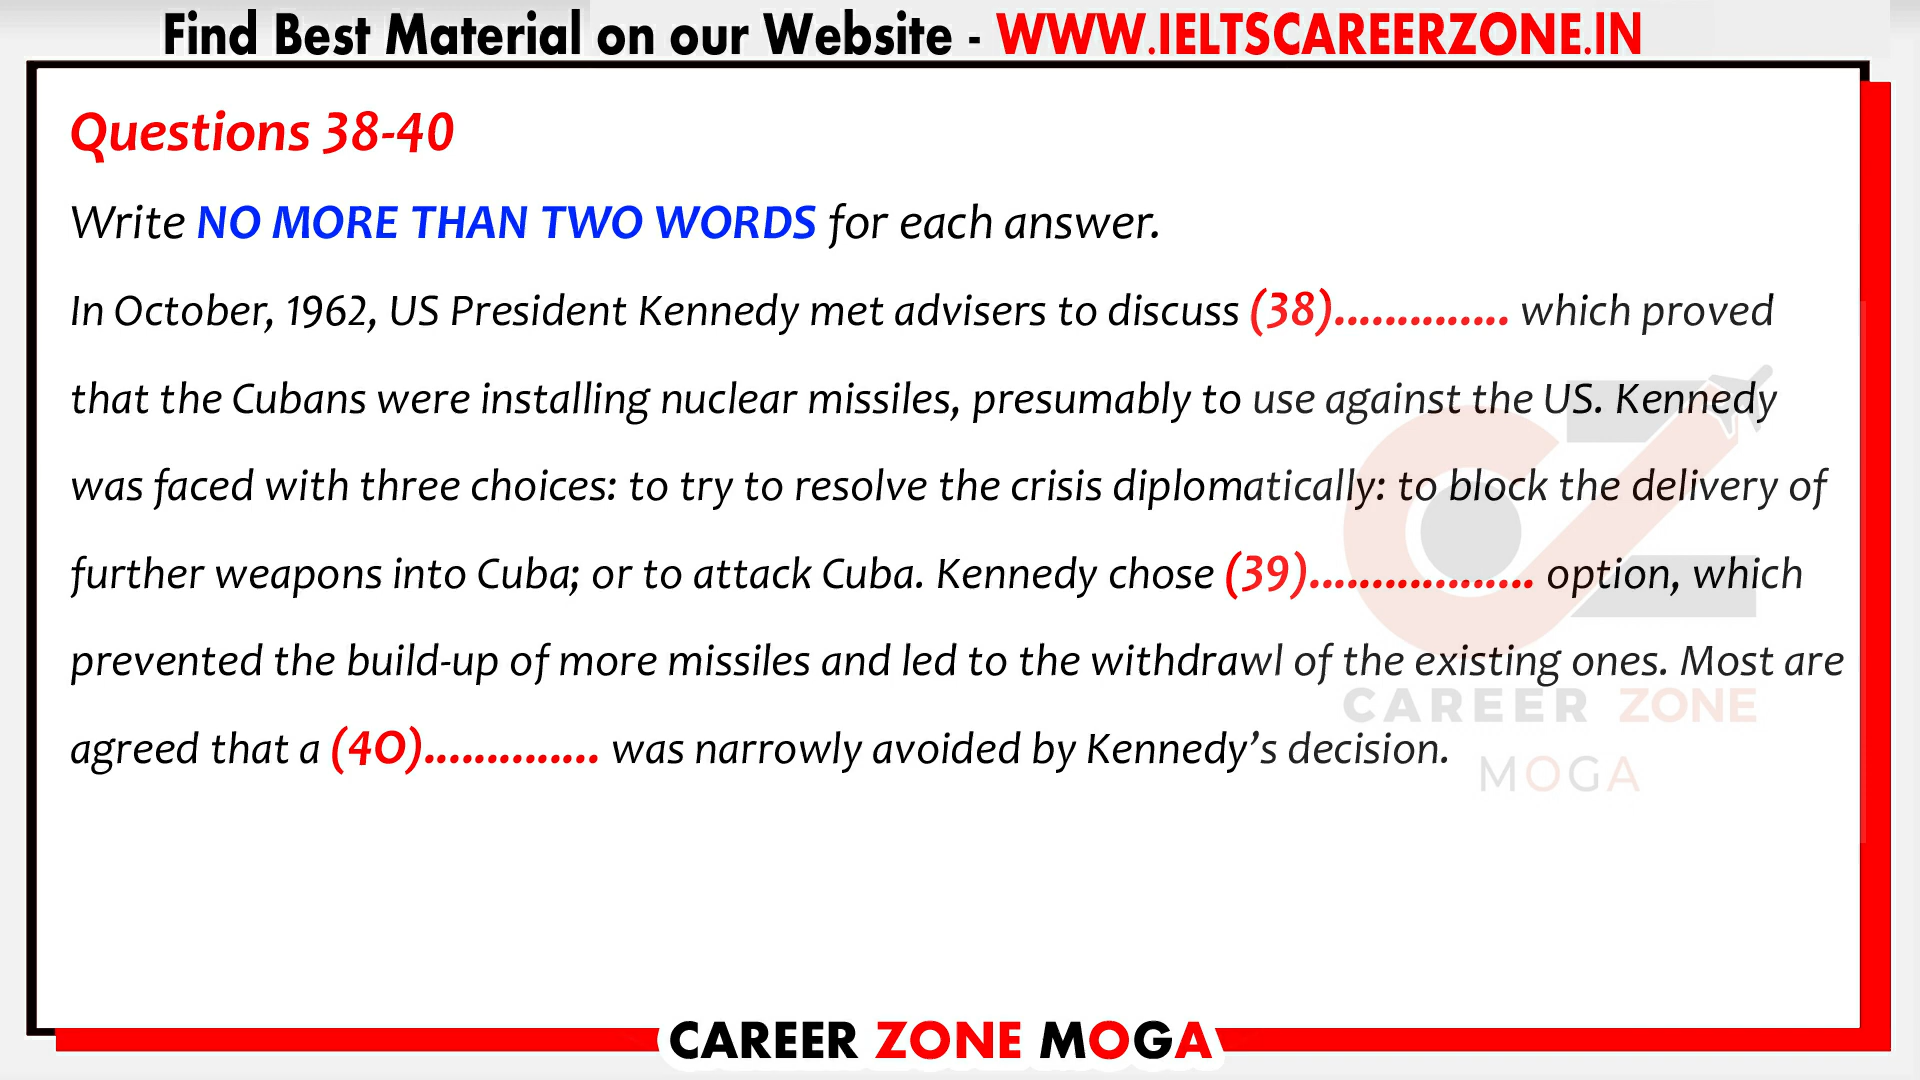 Find Best Material on our Website - WWW.IELTSCAREERZONE.IN
Questions 38-40
Write NO MORE THAN TWO WORDS for each answer.
In October, 1962, US President Kennedy met advisers to discuss (38).............. which proved
that the Cubans were installing nuclear missiles, presumably to use against the US. Kennedy
was faced with three choices: to try to resolve the crisis diplomatically: to block the delivery of
further weapons into Cuba; or to attack Cuba. Kennedy chose (39).................. option, which
prevented the build-up of more missiles and led to the withdrawl of the existing ones. Most are
CAREER ZONE
agreed that a (40).............. was narrowly avoided by Kennedy's decision.
MOGA
CAREER ZONE MOGA